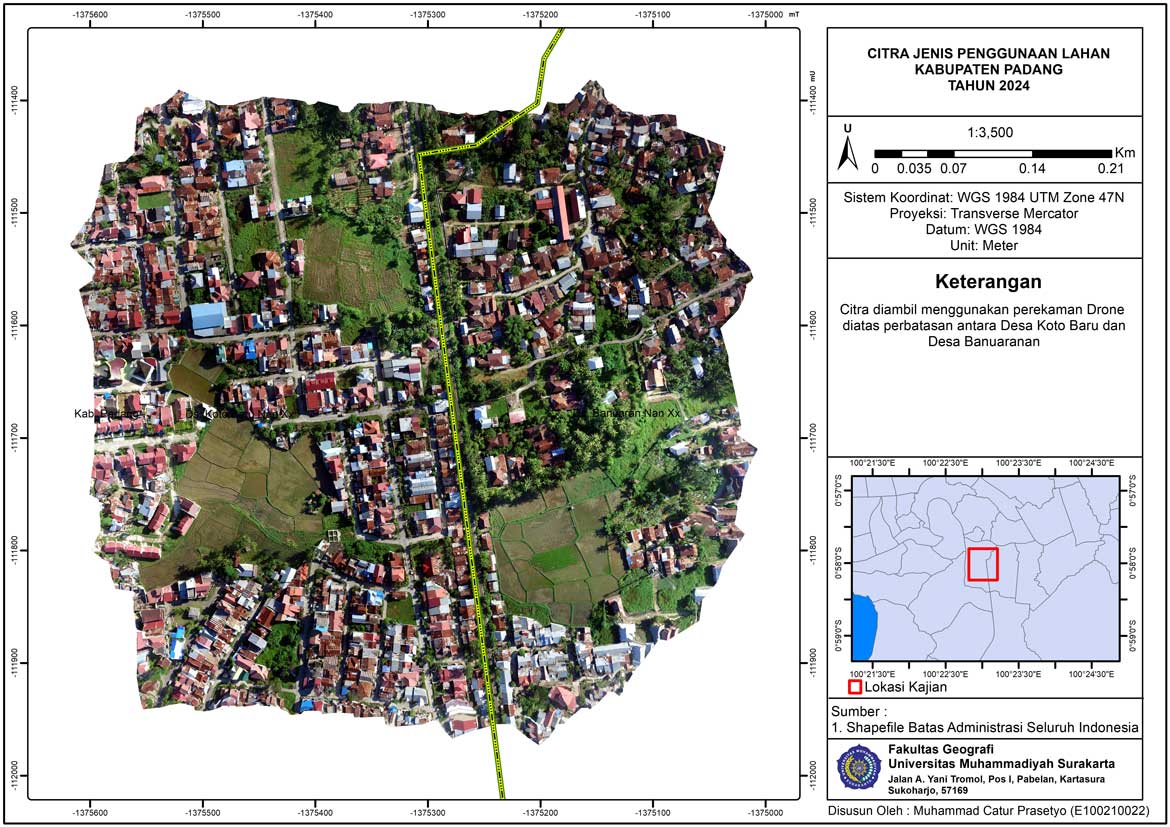 -1375600 -1375500 -1375400 -1375300 -1375200 -1375100 -1375000 mT
mU
-111400
-111500
-111600
-111700
-111800
-111900
-112000
-111400
-111500
-111600
-111700
-111800
-111900
-112000
Kab. Padang
Banuaran Nan Xx
-1375600 -1375500 -1375400 -1375300 -1375200 -1375100 -1375000
CITRA JENIS PENGGUNAAN LAHAN
KABUPATEN PADANG
TAHUN 2024
U
1:3,500
Km
0 0.035 0.07 0.14 0.21
Sistem Koordinat: WGS 1984 UTM Zone 47N
Proyeksi: Transverse Mercator
Datum: WGS 1984
Unit: Meter
Keterangan
Citra diambil menggunakan perekaman Drone
diatas perbatasan antara Desa Koto Baru dan
Desa Banuaranan
100°21'30"E 100°22'30"E 100°23'30"E 100°24'30"E
0°57'0"S
0°58'0"S
0°59'0"S
0°57'0"S
0°58'0"S
0°59'0"S
100°21'30"E 100°22'30"E 100°23'30"E 100°24'30"E
Lokasi Kajian
Sumber :
1. Shapefile Batas Administrasi Seluruh Indonesia
Fakultas Geografi
Universitas Muhammadiyah Surakarta
Jalan A. Yani Tromol, Pos I, Pabelan, Kartasura
Sukoharjo, 57169
Disusun Oleh : Muhammad Catur Prasetyo (E100210022)